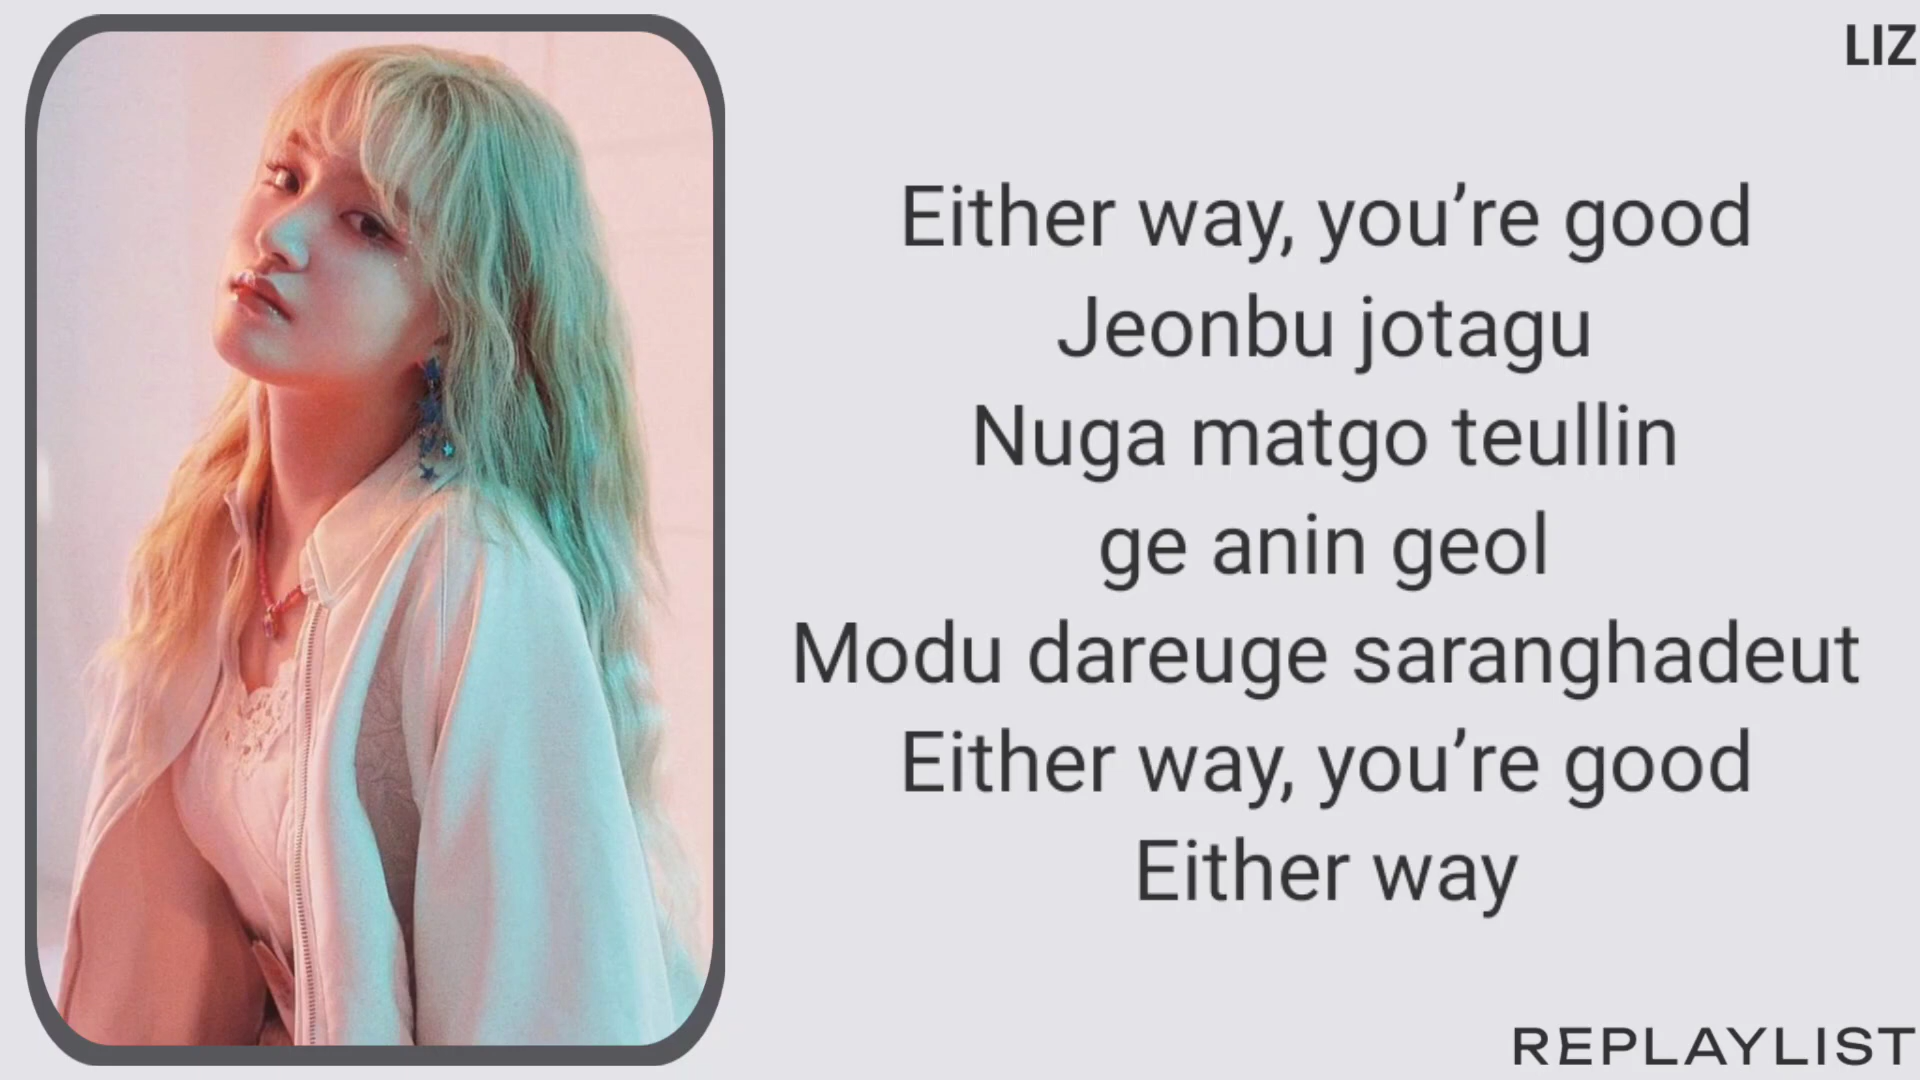 LIZ
Either way, you’re good
Jeonbu jotagu
Nuga matgo teullin
ge anin geol
Modu dareuge saranghadeut
Either way, you’re good
Either way
REPLAYLIST